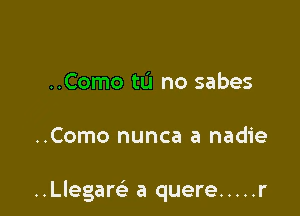 ..Como tú no sabes
..Como nunca a nadie
..Llegaré a quere.....r